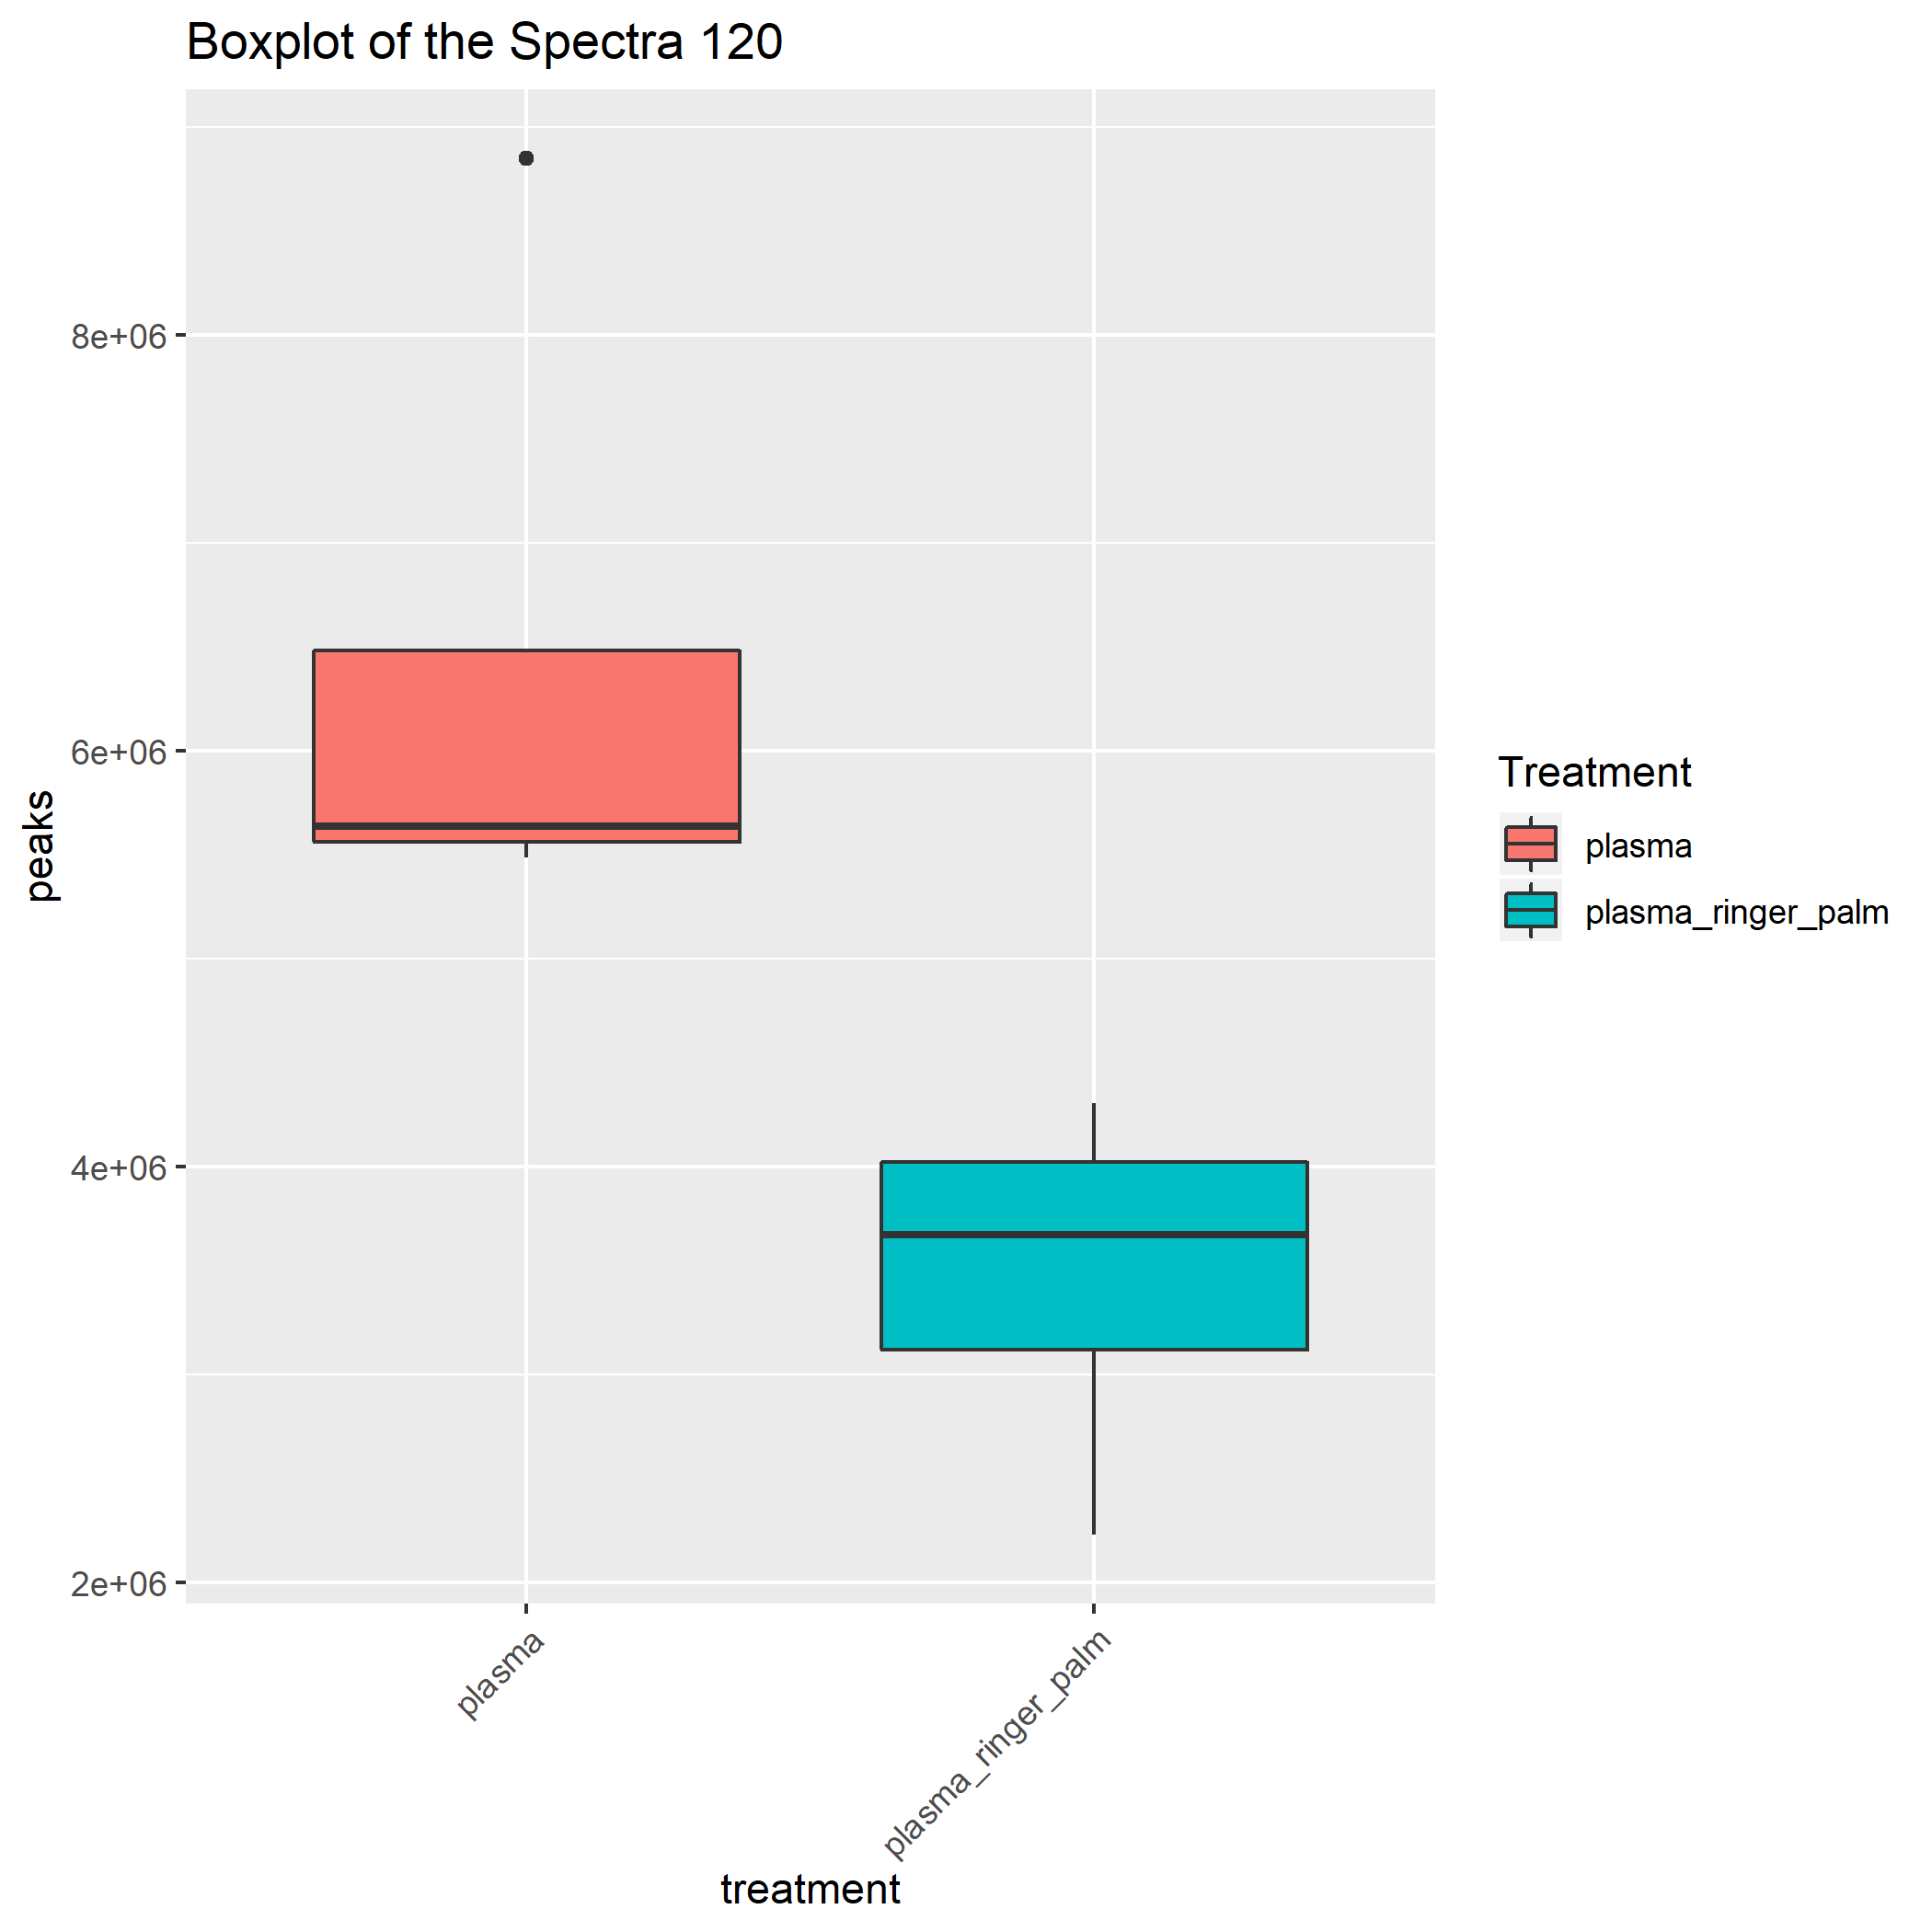 Boxplot of the Spectra 120
8e+06
6e+06
4e+06
2e+06
peaks
plasma
plasma_ringer_palm
treatment
Treatment
plasma
plasma_ringer_palm